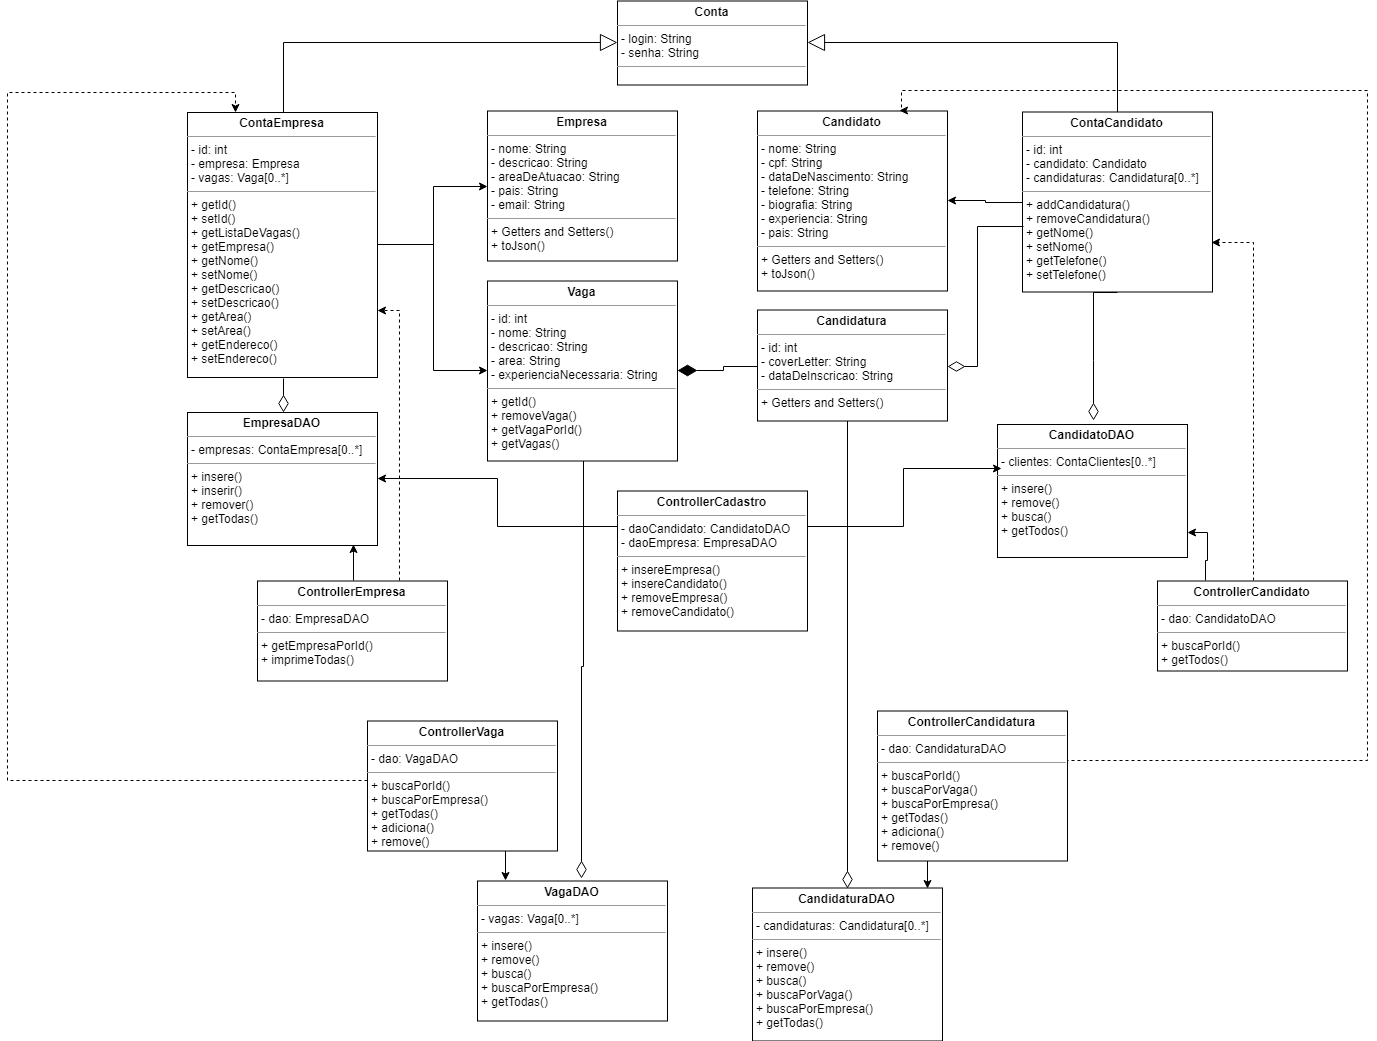 Conta
- login: String
- senha: String
ContaEmpresa
- id: int
- empresa: Empresa
- vagas: Vaga[0..*]
+ getId()
+ setId()
+ getListaDeVagas()
+ getEmpresa()
+ getNome()
+ setNome()
+ getDescricao()
+ setDescricao()
+ getArea()
+ setArea()
+ getEndereco()
+ setEndereco()
Empresa
- nome: String
- descricao: String
- areaDeAtuacao: String
- pais: String
- email: String
+ Getters and Setters()
+ toJson()
Candidato
- nome: String
- cpf: String
- dataDeNascimento: String
- telefone: String
- biografia: String
- experiencia: String
- pais: String
+ Getters and Setters()
+ toJson()
ContaCandidato
- id: int
- candidato: Candidato
- candidaturas: Candidatura[0..*]
+ addCandidatura()
+ removeCandidatura()
+ getNome()
+ setNome()
+ getTelefone()
+ setTelefone()
Vaga
- id: int
- nome: String
- descricao: String
- area: String
- experienciaNecessaria: String
+ getId()
+ removeVaga()
+ getVagaPorId()
+ getVagas()
Candidatura
- id: int
- coverLetter: String
- dataDeInscricao: String
+ Getters and Setters()
EmpresaDAO
- empresas: ContaEmpresa[0..*]
+ insere()
+ inserir()
+ remover()
+ getTodas()
CandidatoDAO
- clientes: ContaClientes[0..*]
+ insere()
+ remove()
+ busca()
+ getTodos()
ControllerCadastro
- daoCandidato: CandidatoDAO
- daoEmpresa: EmpresaDAO
+ insereEmpresa()
+ insereCandidato()
+ removeEmpresa()
+ removeCandidato()
ControllerEmpresa
- dao: EmpresaDAO
+ getEmpresaPorId()
+ imprimeTodas()
ControllerCandidato
- dao: CandidatoDAO
+ buscaPorId()
+ getTodos()
ControllerVaga
- dao: VagaDAO
+ buscaPorId()
+ buscaPorEmpresa()
+ getTodas()
+ adiciona()
+ remove()
ControllerCandidatura
- dao: CandidaturaDAO
+ buscaPorId()
+ buscaPorVaga()
+ buscaPorEmpresa()
+ getTodas()
+ adiciona()
+ remove()
VagaDAO
- vagas: Vaga[0..*]
+ insere()
+ remove()
+ busca()
+ buscaPorEmpresa()
+ getTodas()
CandidaturaDAO
- candidaturas: Candidatura[0..*]
+ insere()
+ remove()
+ busca()
+ buscaPorVaga()
+ buscaPorEmpresa()
+ getTodas()